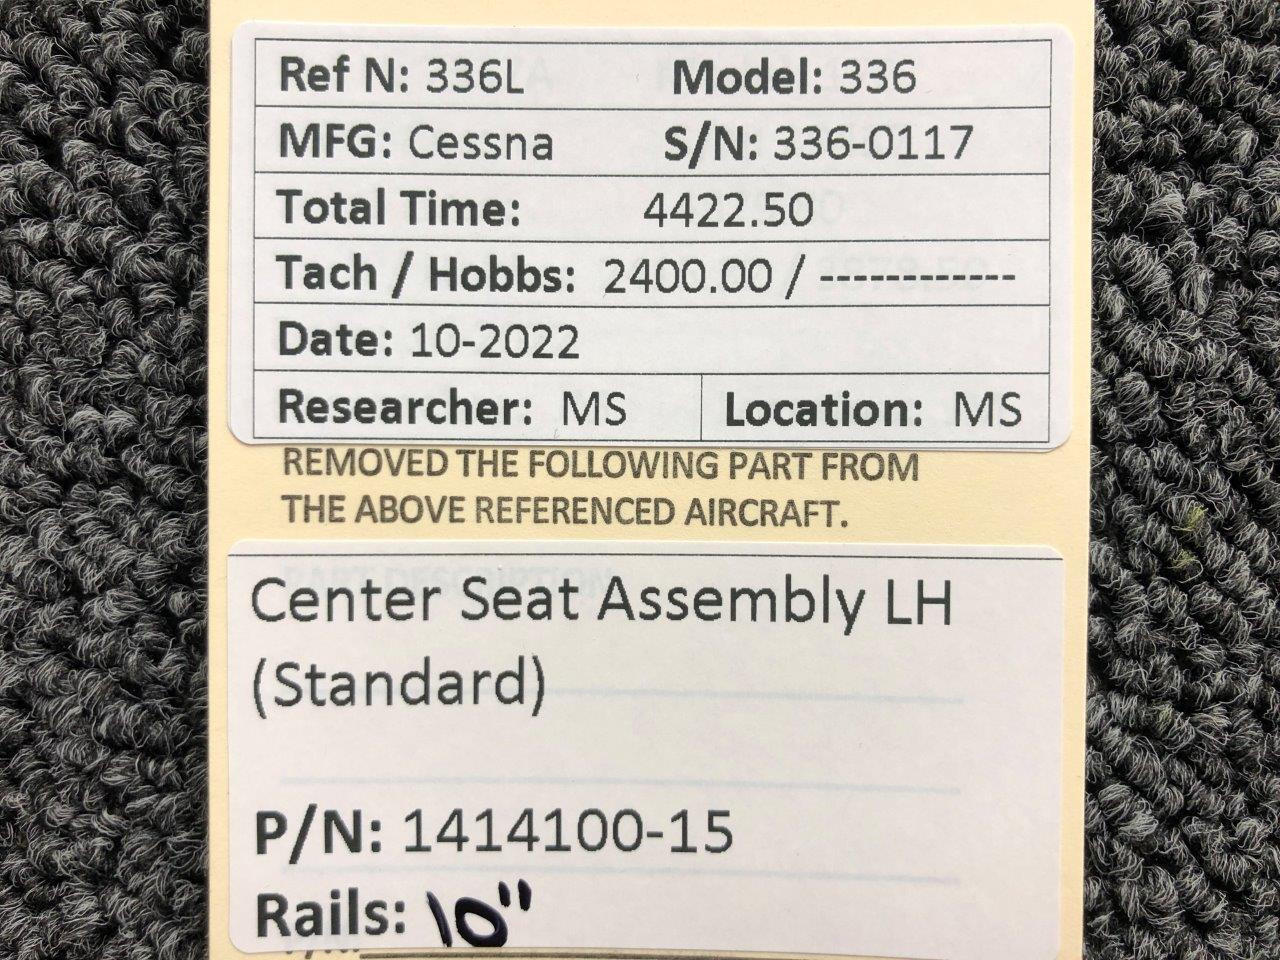 Ref N: 336L Model: 336
MFG: Cessna S/N: 336-0117
Total Time: 4422.50
Tach / Hobbs: 2400.00 / ------------
Date: 10-2022
Researcher: MS Location: MS
REMOVED THE FOLLOWING PART FROM
THE ABOVE REFERENCED AIRCRAFT.
Center Seat Assembly LH
(Standard)
P/N: 1414100-15
Rails: 10"